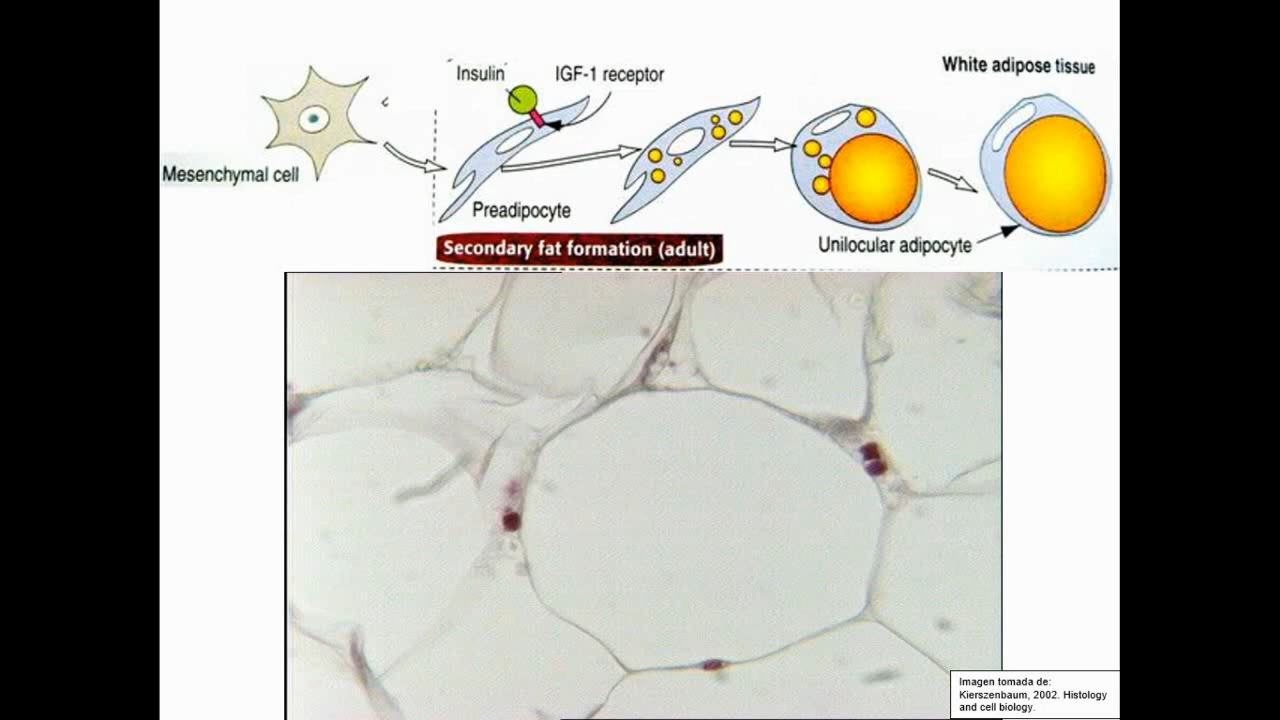 White adipose tissue
Insulin
IGF-1 receptor
Mesenchymal cell
Preadipocyte
Unilocular adipocyte
Secondary fat formation (adult)
Imagen tomada de:
Kierszenbaum, 2002. Histology
and cell biology.